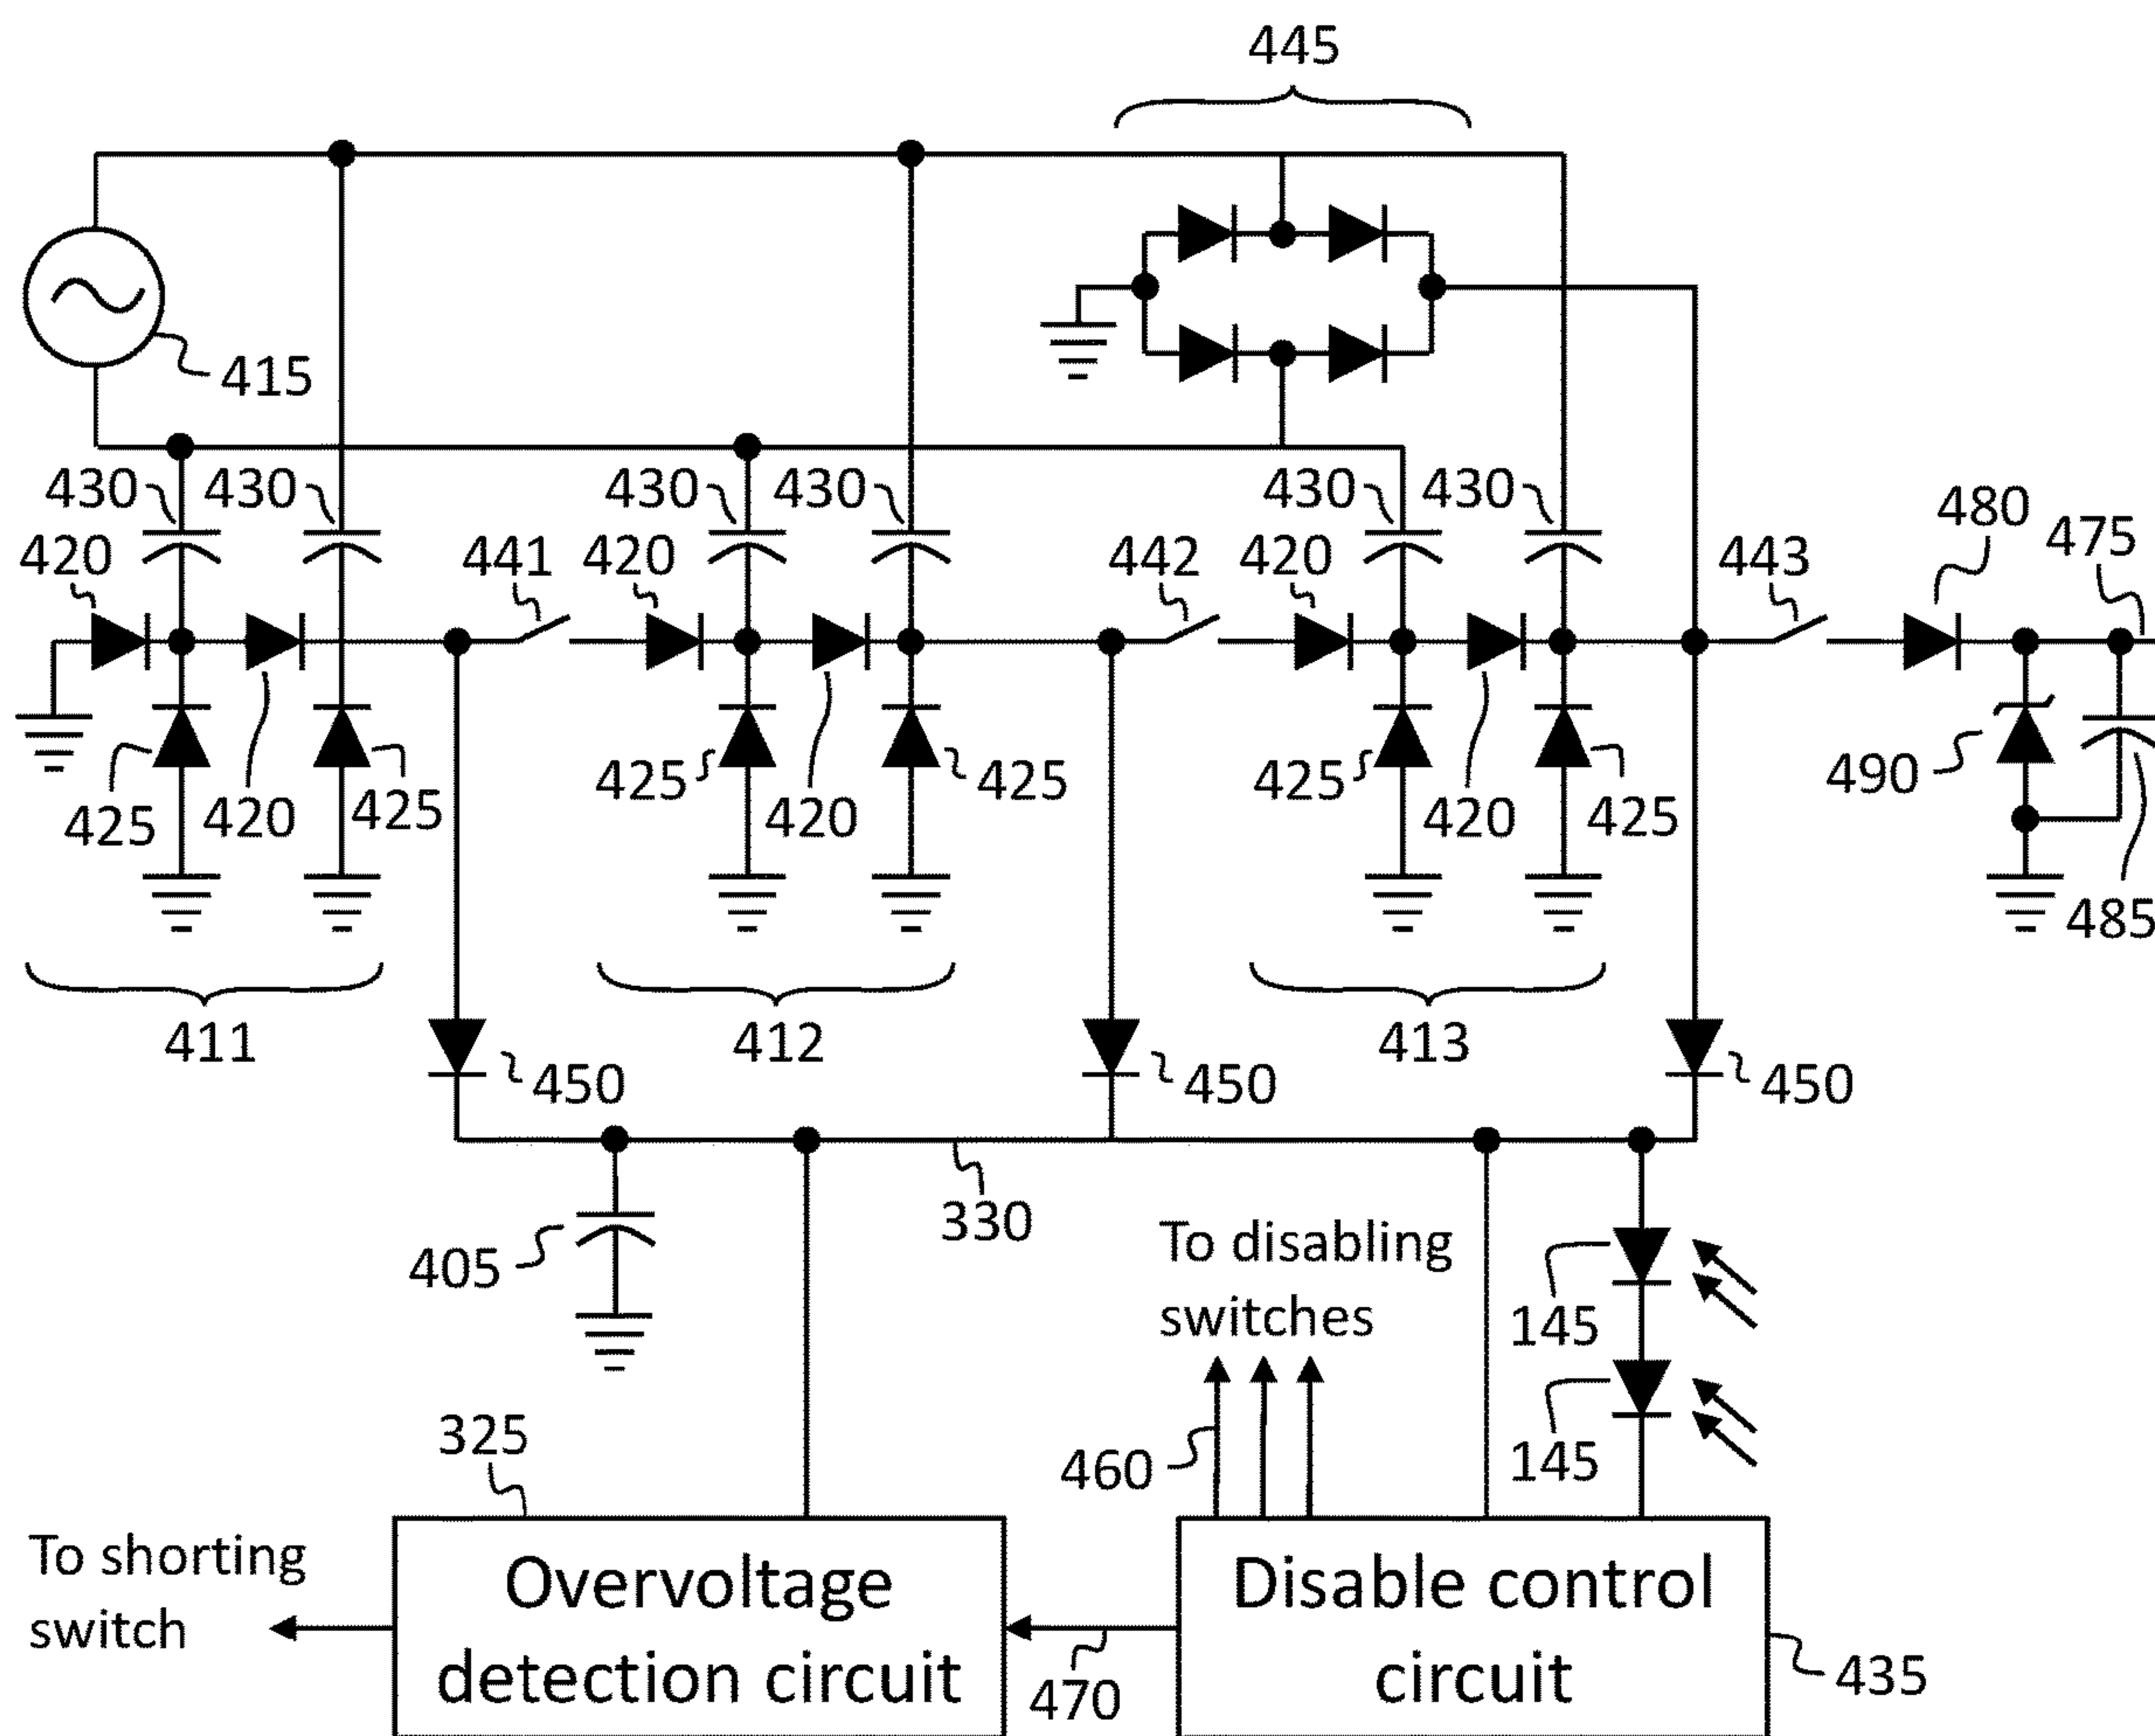 445
415
430 430 430 430 430 430
480 475
420 441 420 442 420 443
490
425 420 425 425 420 425 425 420 425
485
411 412 413
450 450 450
330
405
To disabling
switches
145
145
460
325
To shorting
switch
Overvoltage
detection circuit
470
Disable control
circuit
435